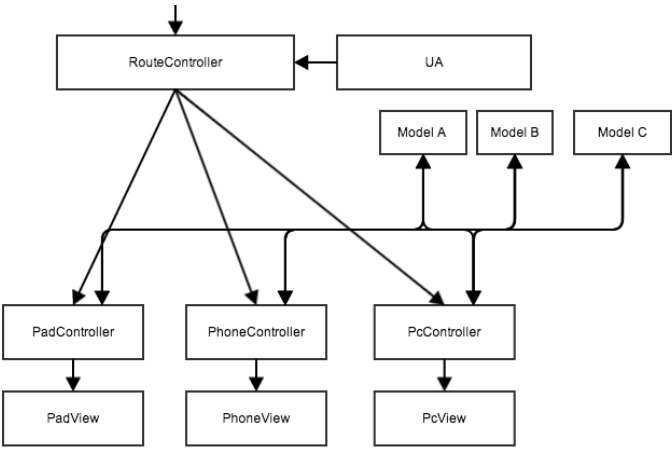 RouteController
UA
Model A
Model B
Model C
PadController
PhoneController
PcController
PadView
PhoneView
PcView